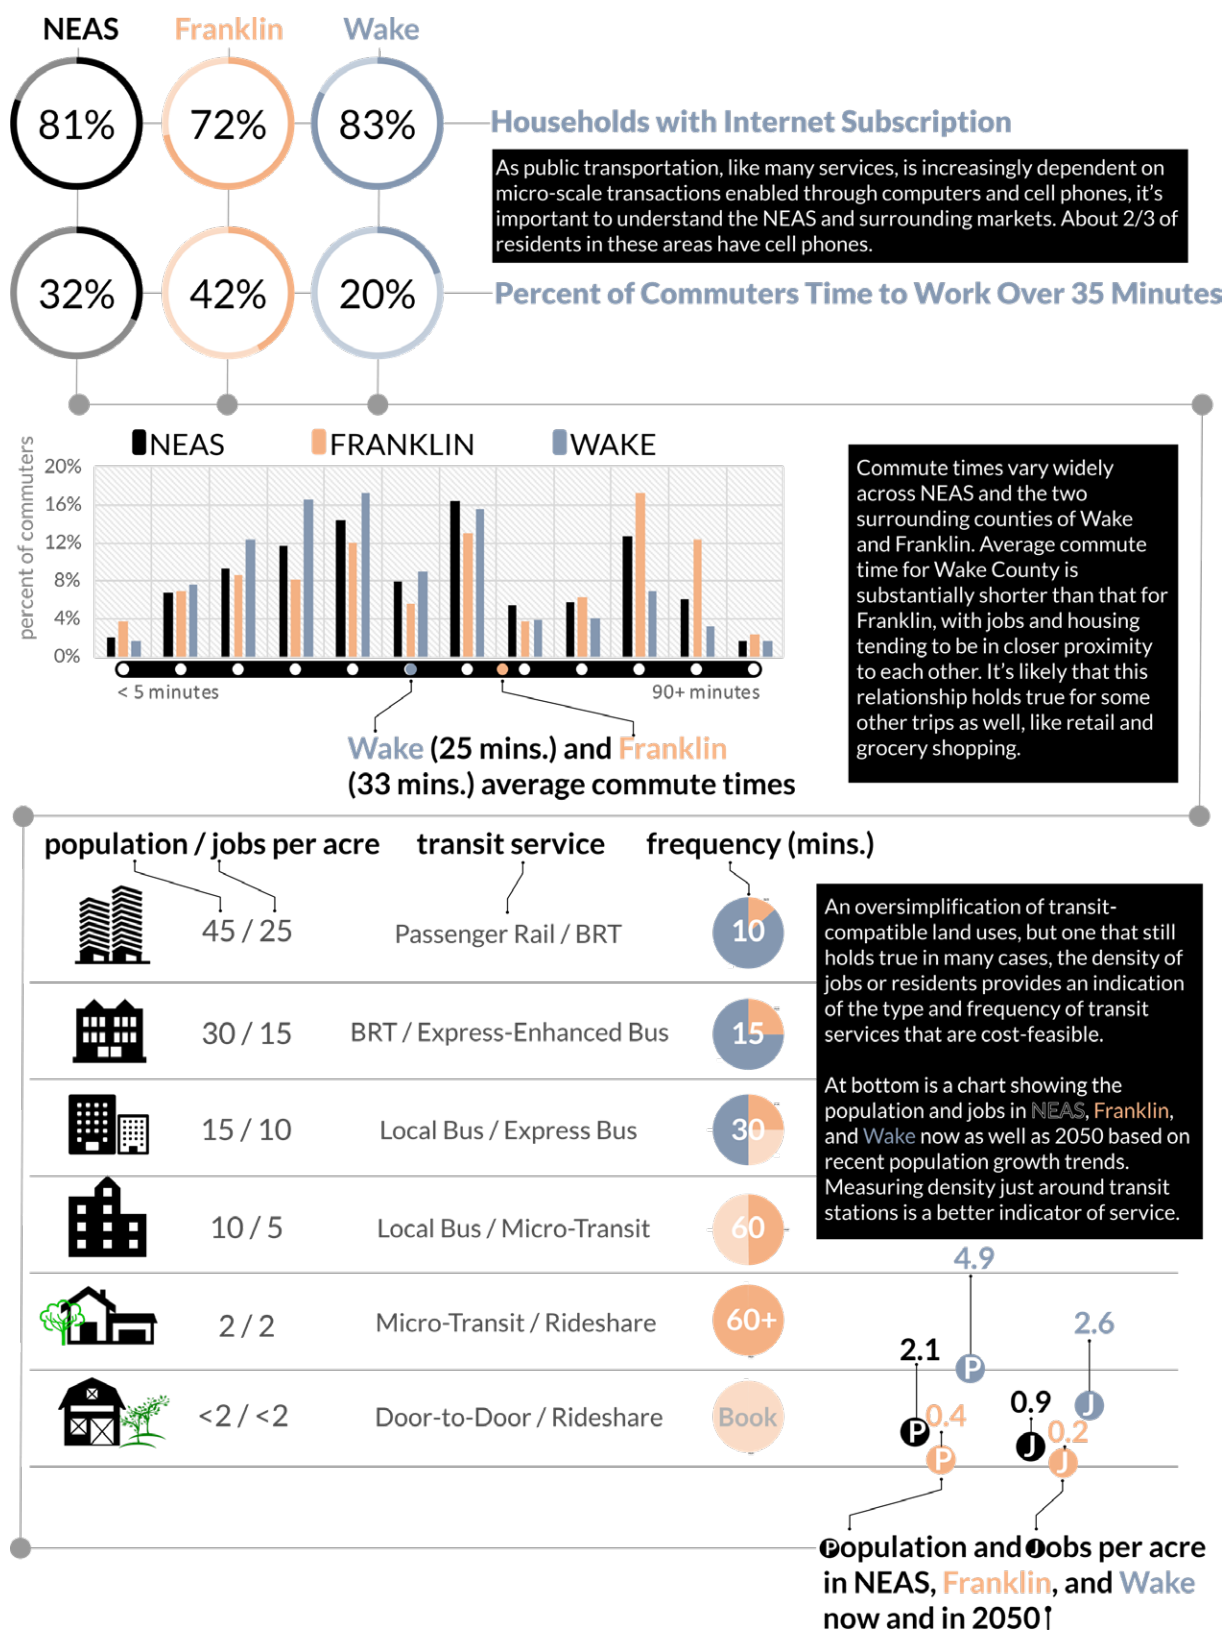 NEAS Franklin Wake
81% 72% 83% Households with Internet Subscription
As public transportation, like many services, is increasingly dependent on
micro-scale transactions enabled through computers and cell phones, it's
important to understand the NEAS and surrounding markets. About 2/3 of
residents in these areas have cell phones.
32% 42% 20% Percent of Commuters Time to Work Over 35 Minutes
NEAS FRANKLIN WAKE
percent of commuters
20%
16%
12%
8%
4%
0%
< 5 minutes 90+ minutes
Wake (25 mins.) and Franklin
(33 mins.) average commute times
Commute times vary widely
across NEAS and the two
surrounding counties of Wake
and Franklin. Average commute
time for Wake County is
substantially shorter than that for
Franklin, with jobs and housing
tending to be in closer proximity
to each other. It's likely that this
relationship holds true for some
other trips as well, like retail and
grocery shopping.
population / jobs per acre transit service frequency (mins.)
45 / 25 Passenger Rail / BRT 10
30 / 15 BRT / Express-Enhanced Bus 15
15 / 10 Local Bus / Express Bus 30
10 / 5 Local Bus / Micro-Transit 60
2 / 2 Micro-Transit / Rideshare 60+
<2 / <2 Door-to-Door / Rideshare Book
An oversimplification of transit-
compatible land uses, but one that still
holds true in many cases, the density of
jobs or residents provides an indication
of the type and frequency of transit
services that are cost-feasible.
At bottom is a chart showing the
population and jobs in NEAS, Franklin,
and Wake now as well as 2050 based on
recent population growth trends.
Measuring density just around transit
stations is a better indicator of service.
4.9
2.6
2.1
P
0.9
J
0.4
0.2
P
J
P
J
Population and Jobs per acre
in NEAS, Franklin, and Wake
now and in 2050